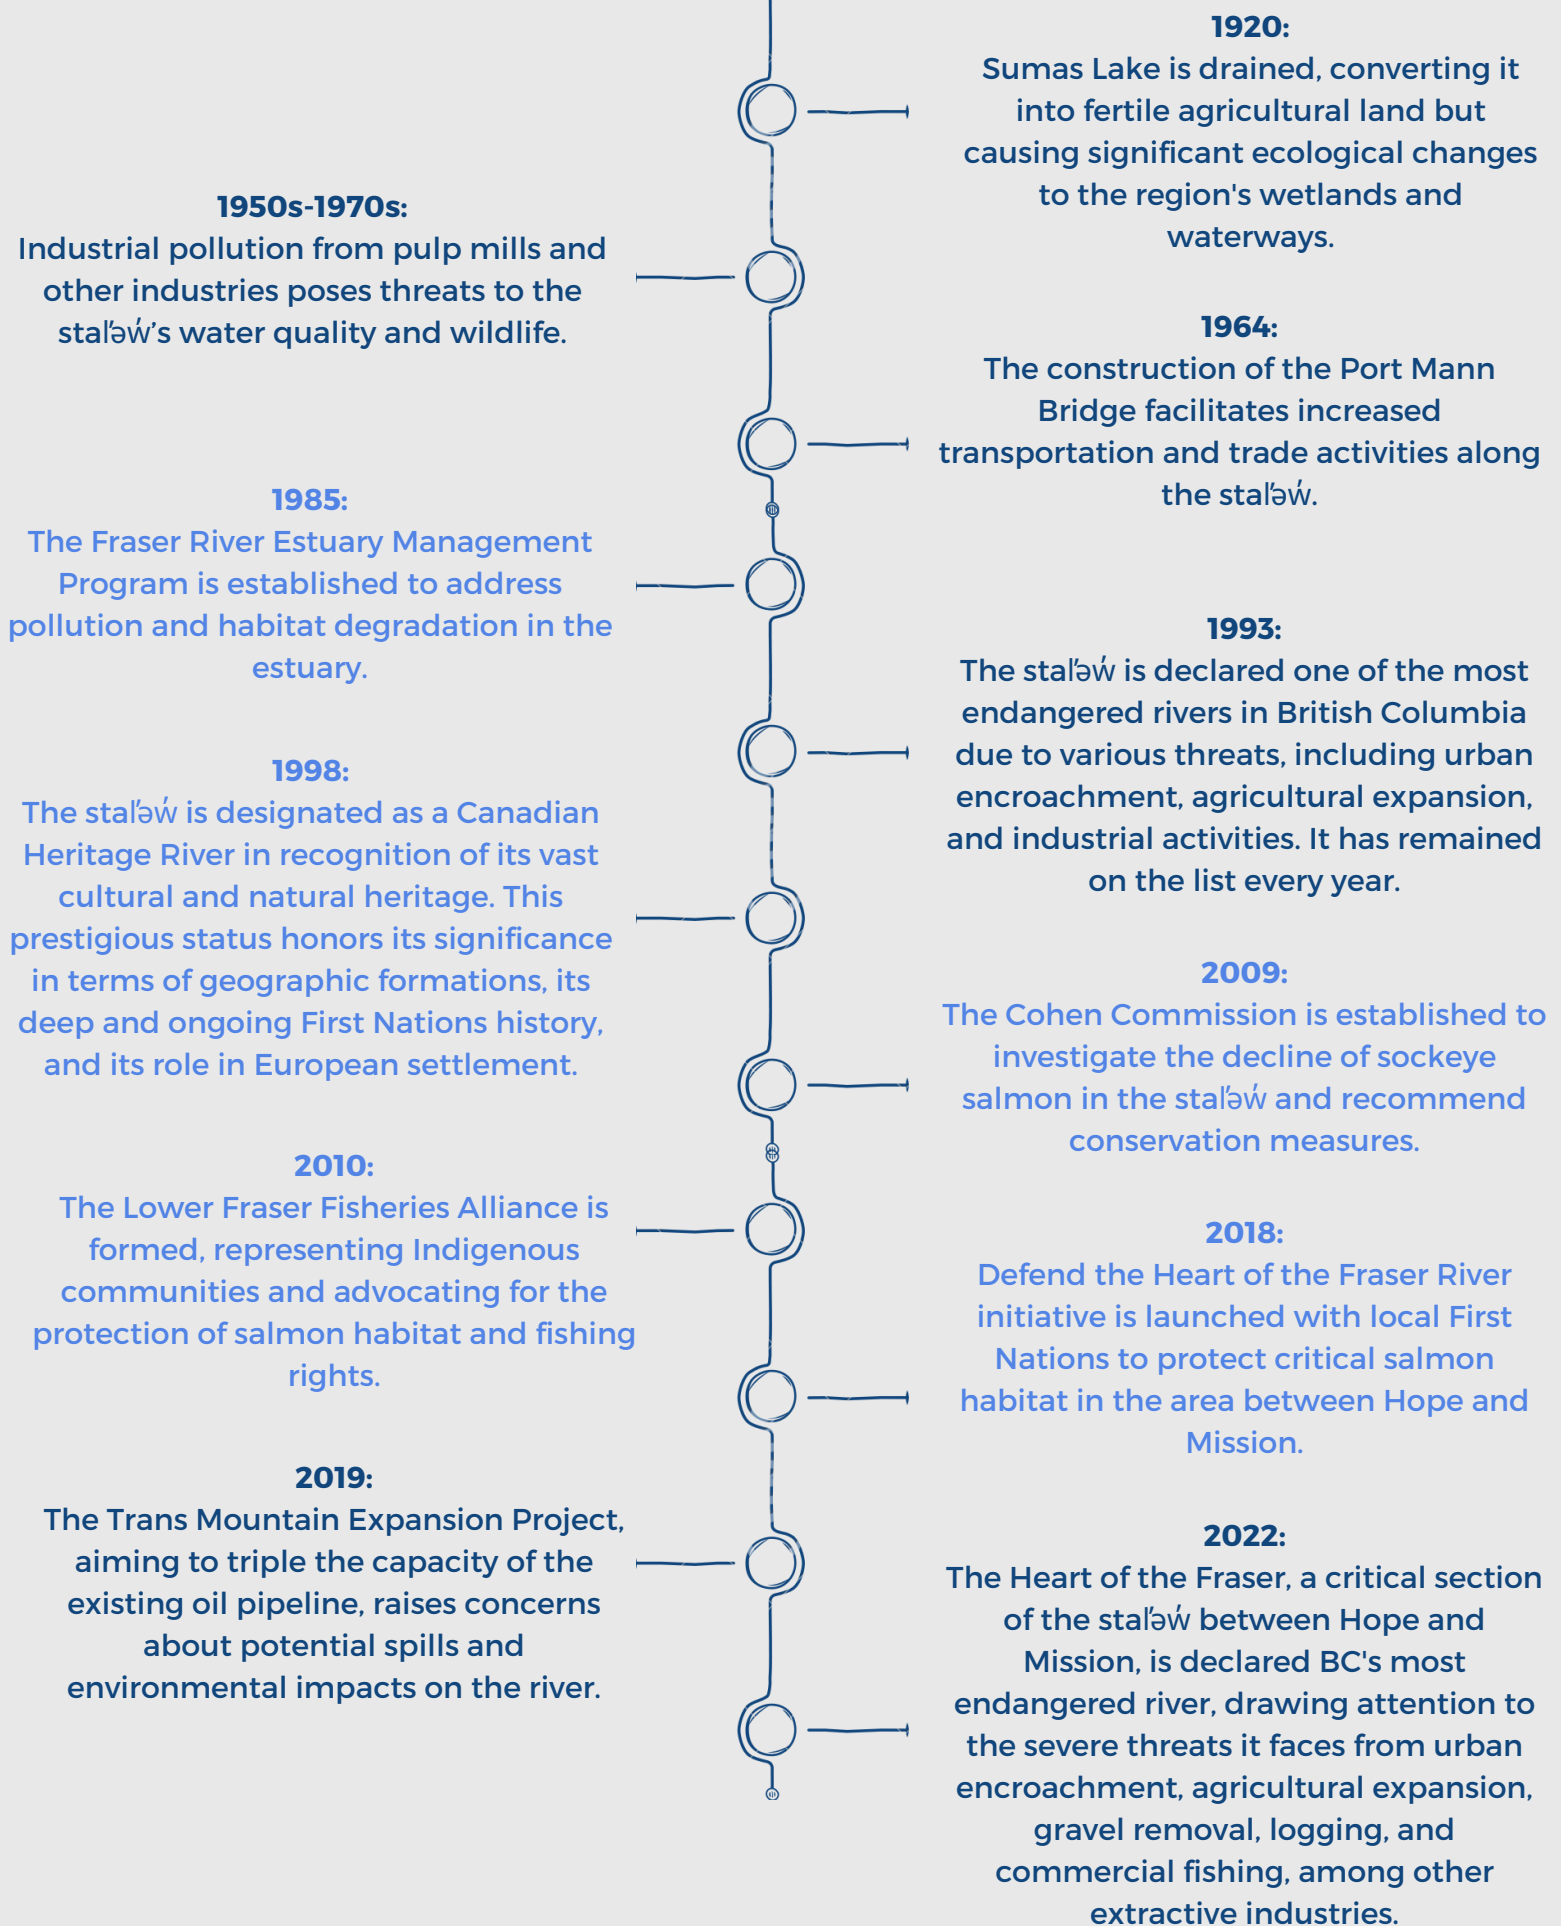 1920:
Sumas Lake is drained, converting it
into fertile agricultural land but
causing significant ecological changes
to the region's wetlands and
waterways.
1950s-1970s:
Industrial pollution from pulp mills and
other industries poses threats to the
stal̓əw̓’s water quality and wildlife.
1964:
The construction of the Port Mann
Bridge facilitates increased
transportation and trade activities along
the stal̓əw̓.
1985:
The Fraser River Estuary Management
Program is established to address
pollution and habitat degradation in the
estuary.
1993:
The stal̓əw̓ is declared one of the most
endangered rivers in British Columbia
due to various threats, including urban
encroachment, agricultural expansion,
and industrial activities. It has remained
on the list every year.
1998:
The stal̓əw̓ is designated as a Canadian
Heritage River in recognition of its vast
cultural and natural heritage. This
prestigious status honors its significance
in terms of geographic formations, its
deep and ongoing First Nations history,
and its role in European settlement.
2009:
The Cohen Commission is established to
investigate the decline of sockeye
salmon in the stal̓əw̓ and recommend
conservation measures.
2010:
The Lower Fraser Fisheries Alliance is
formed, representing Indigenous
communities and advocating for the
protection of salmon habitat and fishing
rights.
2018:
Defend the Heart of the Fraser River
initiative is launched with local First
Nations to protect critical salmon
habitat in the area between Hope and
Mission.
2019:
The Trans Mountain Expansion Project,
aiming to triple the capacity of the
existing oil pipeline, raises concerns
about potential spills and
environmental impacts on the river.
2022:
The Heart of the Fraser, a critical section
of the stal̓əw̓ between Hope and
Mission, is declared BC's most
endangered river, drawing attention to
the severe threats it faces from urban
encroachment, agricultural expansion,
gravel removal, logging, and
commercial fishing, among other
extractive industries.